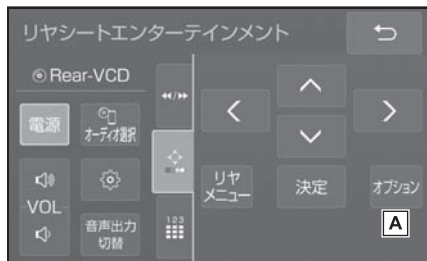 リヤシートエンターテインメント
Rear-VCD
電源
オーディオ選択
VOL
音声出力
切替
123
リヤ
メニュー
決定
オプション
A